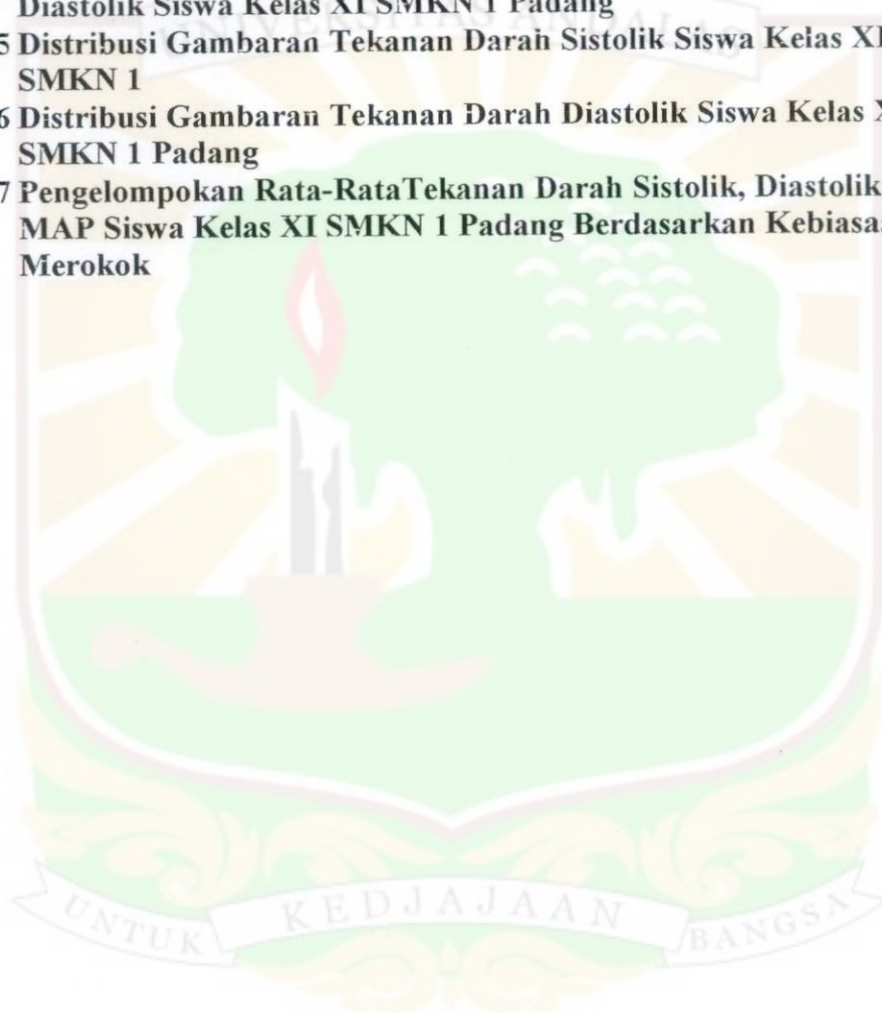 Diastolik Siswa Kelas XI SMKN 1 Padang
UNIVERSITAS ANDALAS
5 Distribusi Gambaran Tekanan Darah Sistolik Siswa Kelas XI
SMKN 1
6 Distribusi Gambaran Tekanan Darah Diastolik Siswa Kelas
SMKN 1 Padang
7 Pengelompokan Rata-RataTekanan Darah Sistolik, Diastolik
MAP Siswa Kelas XI SMKN 1 Padang Berdasarkan
Merokok
UNTUK KEDJAJAAN BANGSA